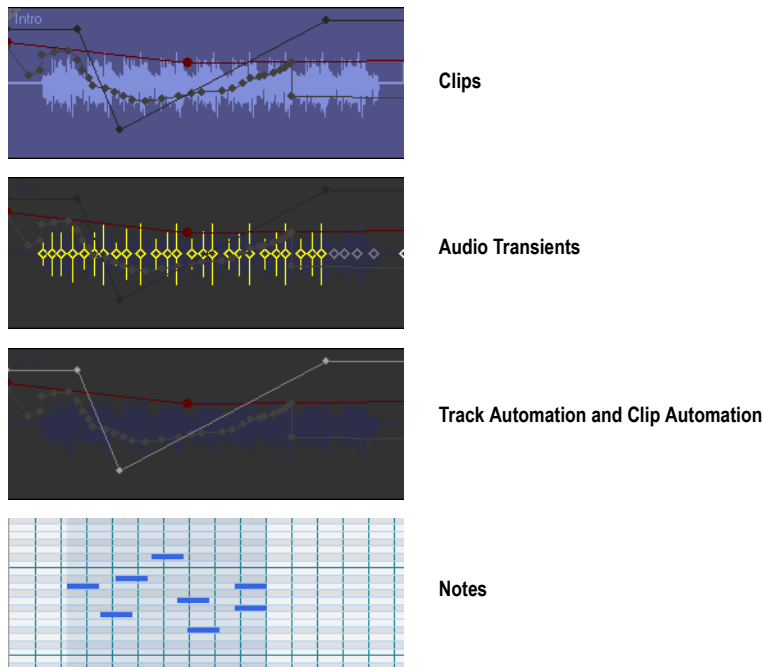 Intro
Clips
Audio Transients
Track Automation and Clip Automation
Notes